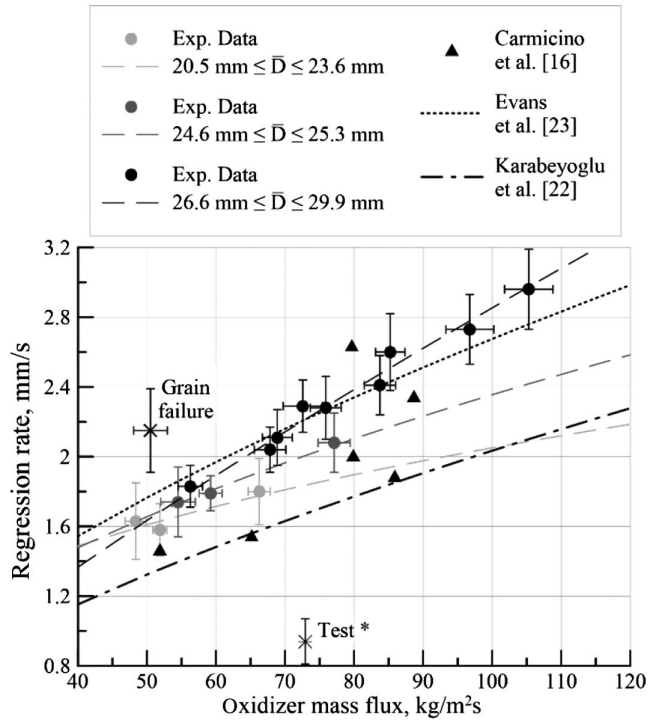 Exp. Data
20.5 mm ≤ D̅ ≤ 23.6 mm
Exp. Data
24.6 mm ≤ D̅ ≤ 25.3 mm
Exp. Data
26.6 mm ≤ D̅ ≤ 29.9 mm
Carmicino
et al. [16]
Evans
et al. [23]
Karabeyoglu
et al. [22]
3.2
2.8
2.4
2
1.6
1.2
0.8
Regression rate, mm/s
Grain
failure
Test *
40
50
60
70
80
90
100
110
120
Oxidizer mass flux, kg/m²s